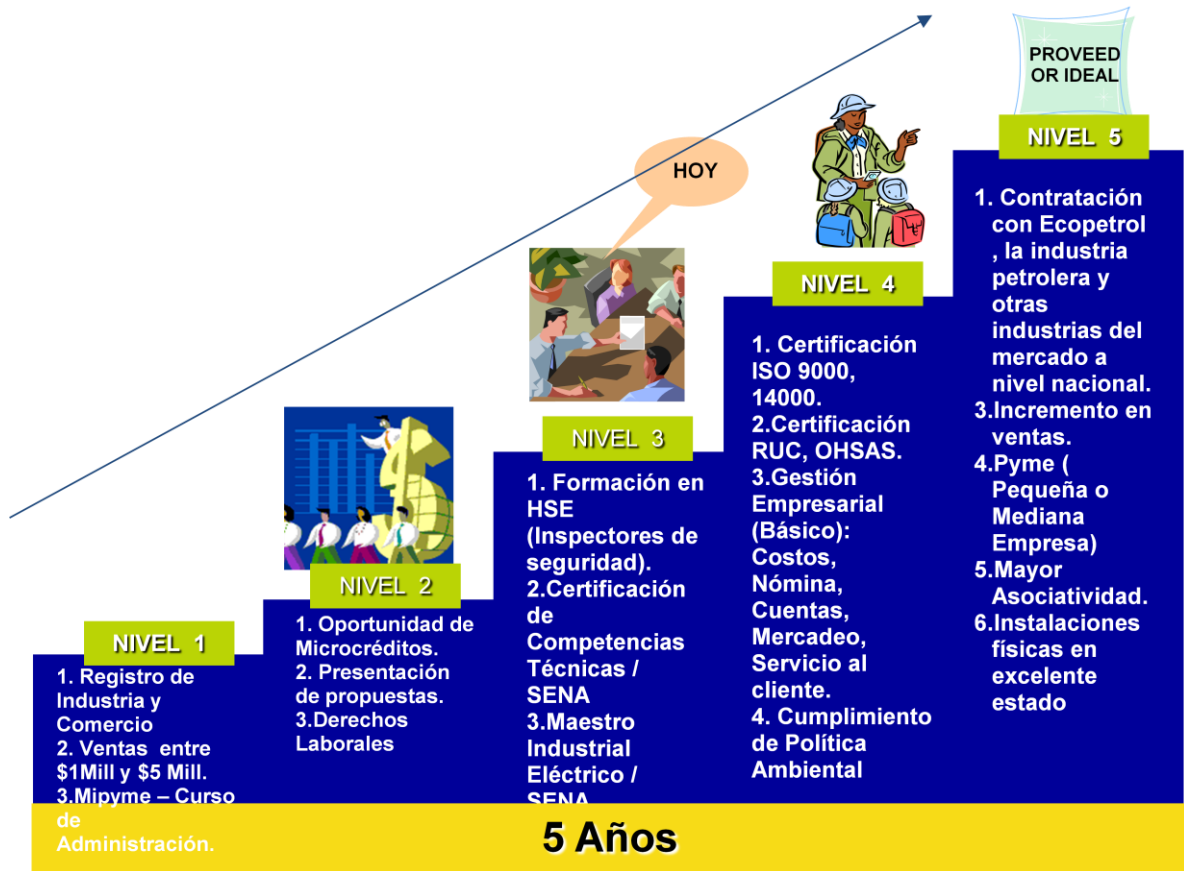 PROVEED
OR IDEAL
HOY
NIVEL 1
1. Registro de
Industria y
Comercio
2. Ventas entre
$1Mill y $5 Mill.
3.Mipyme – Curso
de
Administración.
NIVEL 2
1. Oportunidad de
Microcréditos.
2. Presentación
de propuestas.
3.Derechos
Laborales
NIVEL 3
1. Formación en
HSE
(Inspectores de
seguridad).
2.Certificación
de
Competencias
Técnicas /
SENA
3.Maestro
Industrial
Eléctrico /
SENA
NIVEL 4
1. Certificación
ISO 9000,
14000.
2.Certificación
RUC, OHSAS.
3.Gestión
Empresarial
(Básico):
Costos,
Nómina,
Cuentas,
Mercadeo,
Servicio al
cliente.
4. Cumplimiento
de Política
Ambiental
NIVEL 5
1. Contratación
con Ecopetrol
, la industria
petrolera y
otras
industrias del
mercado a
nivel nacional.
3.Incremento en
ventas.
4.Pyme (
Pequeña o
Mediana
Empresa)
5.Mayor
Asociatividad.
6.Instalaciones
físicas en
excelente
estado
5 Años